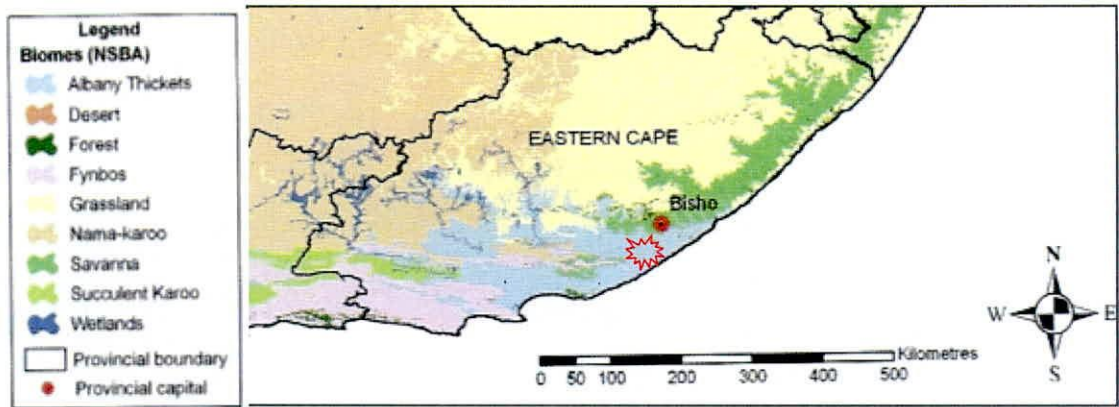 Legend
Biomes (NSBA)
Albany Thickets
Desert
Forest
Fynbos
Grassland
Nama-karoo
Savanna
Succulent Karoo
Wetlands
Provincial boundary
Provincial capital
EASTERN CAPE
Bisho
N
W E
S
Kilometres
0 50 100 200 300 400 500